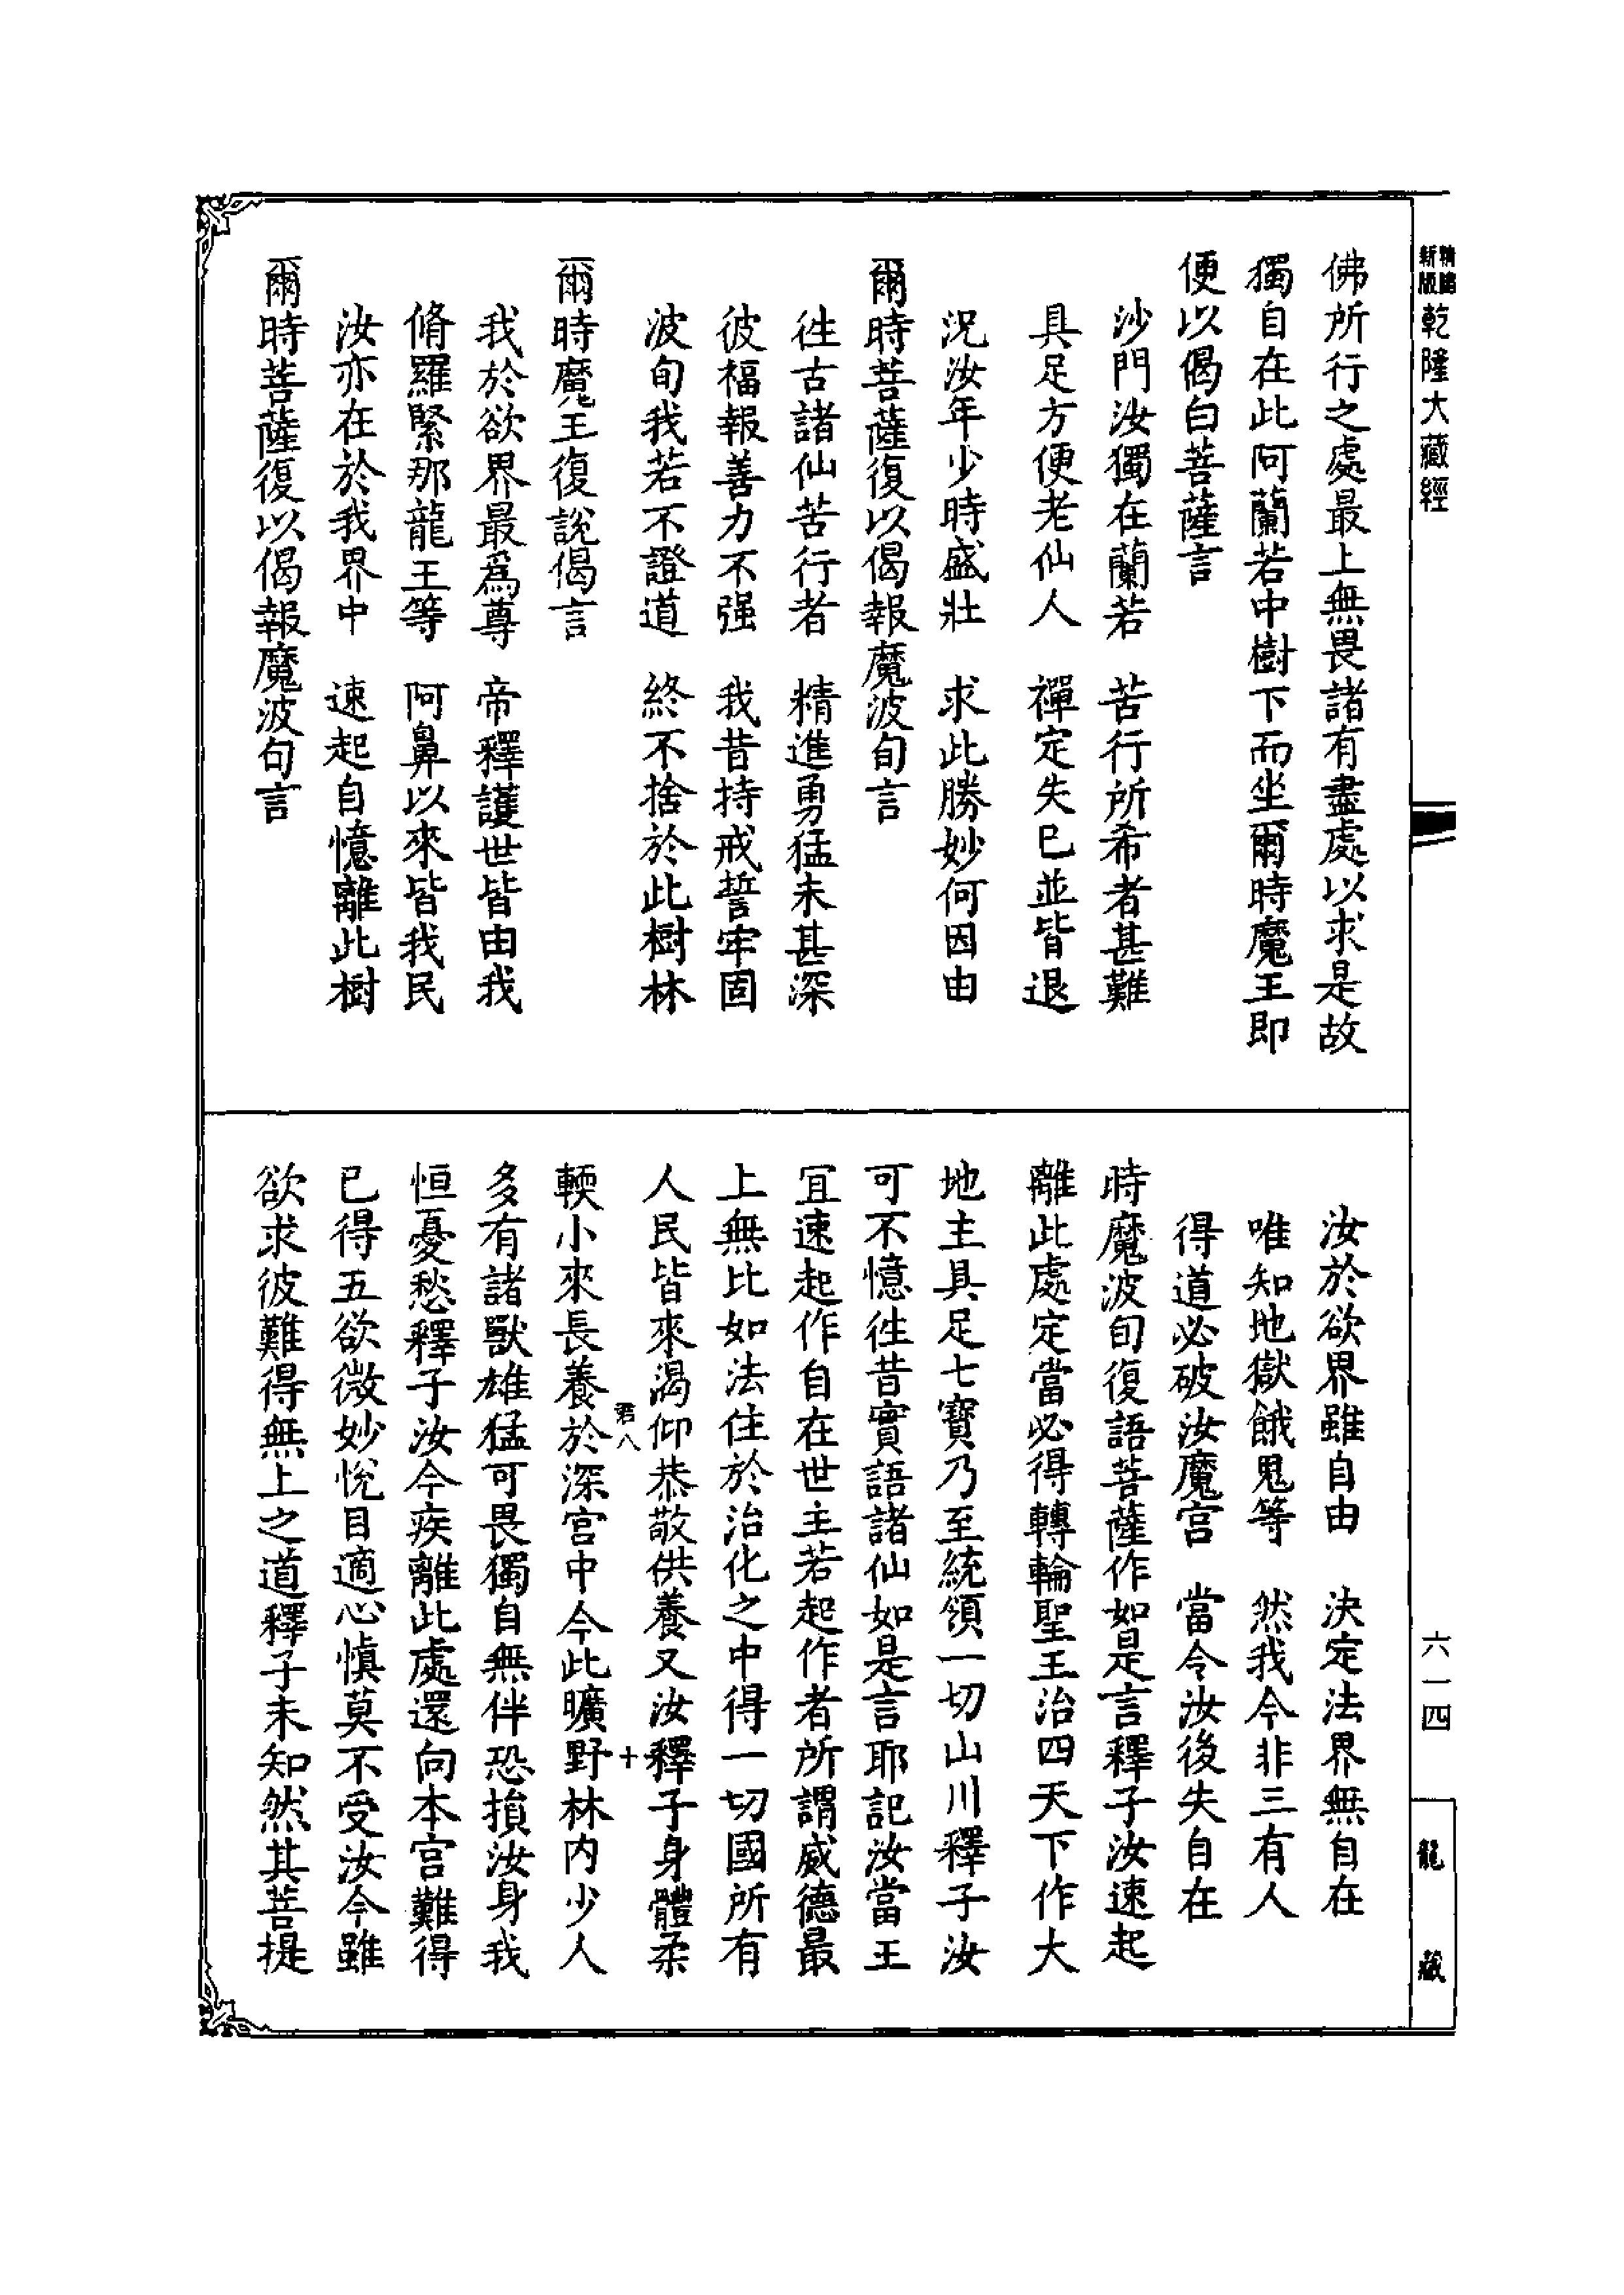 新版
乾隆大藏經
佛所行之處最上無畏諸有盡處以求是故
獨自在此阿蘭若中樹下而坐爾時魔王即
便以偈白菩薩言
沙門汝獨在蘭若　苦行所希者甚難
具足方便老仙人　禪定失已並皆退
況汝年少時盛壯　求此勝妙何因由
爾時菩薩復以偈報魔波旬言
徃古諸仙苦行者　精進勇猛未甚深
彼福報善力不强　我昔持戒誓牢固
波旬我若不證道　終不捨於此樹林
爾時魔王復說偈言
我於欲界最爲尊　帝釋護世皆由我
脩羅緊那龍王等　阿鼻以來皆我民
汝亦在於我界中　速起自憶離此樹
爾時菩薩復以偈報魔波旬言
汝於欲界雖自由　決定法界無自在
唯知地獄餓鬼等　然我今非三有人
得道必破汝魔宫　當令汝後失自在
時魔波旬復語菩薩作如是言釋子汝速起
離此處定當必得轉輪聖王治四天下作大
地主具足七寶乃至統領一切山川釋子汝
可不憶徃昔實語諸仙如是言耶記汝當王
冝速起作自在世主若起作者所謂威德最
上無比如法住於治化之中得一切國所有
人民皆來渴仰恭敬供養又汝釋子身體柔
輭小來長養於深宫中今此曠野林内少人
君八　十
多有諸獸雄猛可畏獨自無伴恐損汝身我
恒憂愁釋子汝今疾離此處還向本宫難得
已得五欲微妙悅目適心慎莫不受汝今雖
欲求彼難得無上之道釋子未知然其菩提
六一四
龍藏